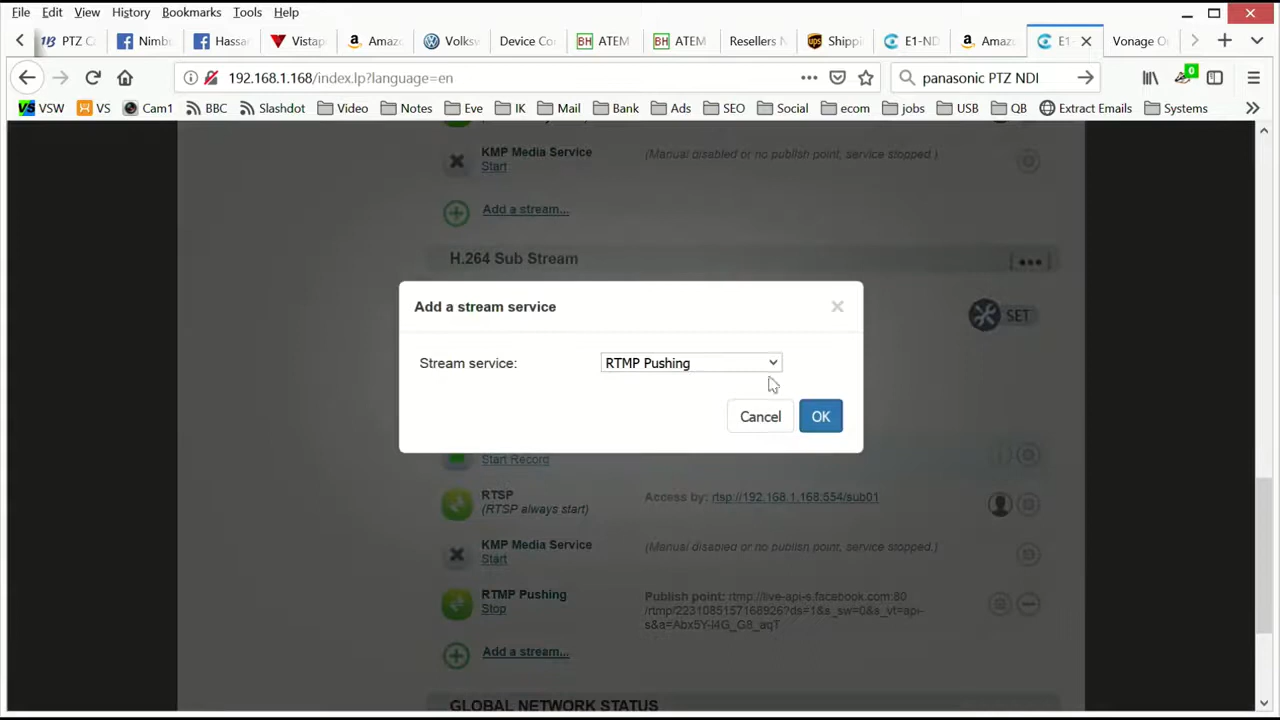 File Edit View History Bookmarks Tools Help
PTZ C Nimb Hassa Vistap Amaz Volksw Device Co ATEM ATEM Resellers N Shippi E1-ND Amaz E1- Vonage O
192.168.1.168/index.lp?language=en panasonic PTZ NDI 0
VSW VS Cam1 BBC Slashdot Video Notes Eve IK Mail Bank Ads SEO Social ecom jobs USB QB Extract Emails Systems
KMP Media Service (Manual disabled or no publish point, service stopped.)
Start
Add a stream...
H.264 Sub Stream
Add a stream service
SET
Stream service: RTMP Pushing
Cancel OK
Start Record
RTSP Access by: rtsp://192.168.1.168:554/sub01
(RTSP always start)
KMP Media Service (Manual disabled or no publish point, service stopped.)
Start
RTMP Pushing Publish point: rtmp://live-api-s.facebook.com:80
Stop /rtmp/2231085157168926?ds=1&s_sw=0&s_vt=api-
s&a=Abx5Y-l4G_G8_aqT
Add a stream...
GLOBAL NETWORK STATUS